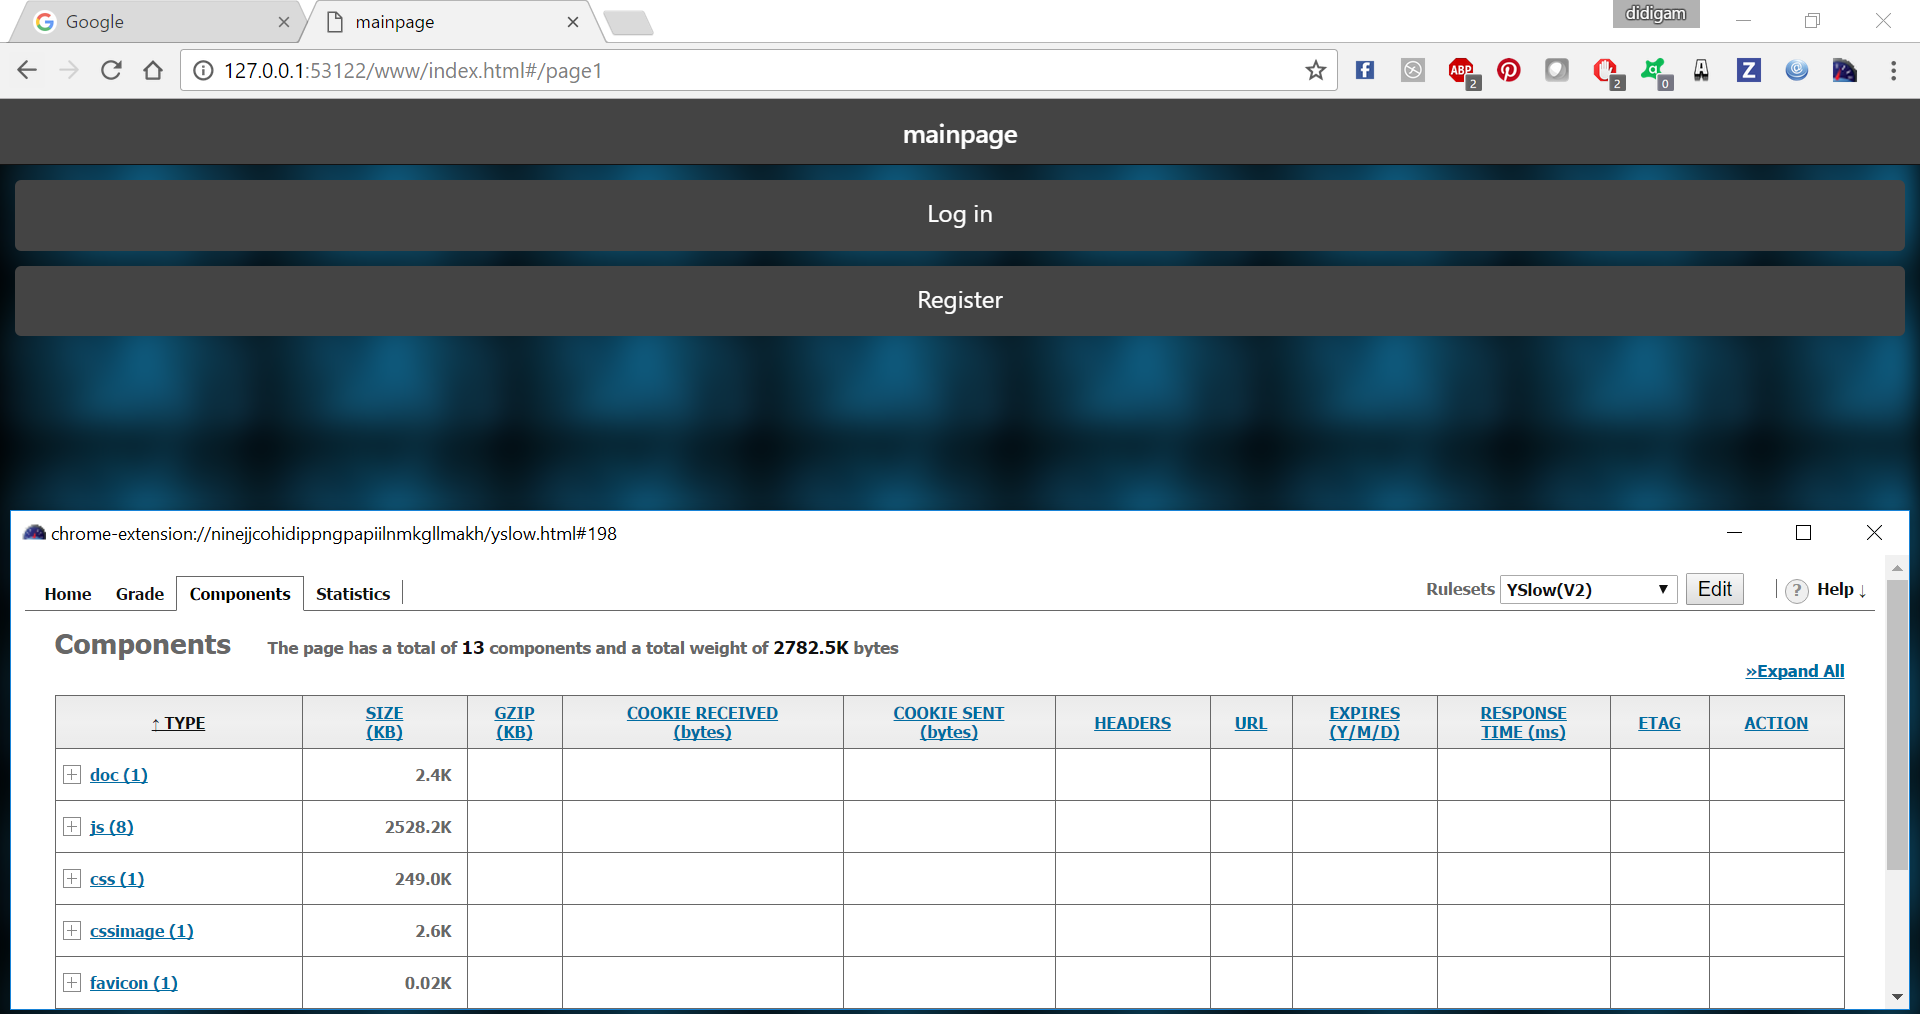 Google
mainpage
didigam
127.0.0.1:53122/www/index.html#/page1
ABP
2
2
0
Z
mainpage
Log in
Register
chrome-extension://ninejjcohidippngpapiilnmkgllmakh/yslow.html#198
Home Grade Components Statistics
Rulesets YSlow(V2) Edit ? Help ↓
Components The page has a total of 13 components and a total weight of 2782.5K bytes
»Expand All
↑ TYPE SIZE (KB) GZIP (KB) COOKIE RECEIVED (bytes) COOKIE SENT (bytes) HEADERS URL EXPIRES (Y/M/D) RESPONSE TIME (ms) ETAG ACTION
doc (1) 2.4K
js (8) 2528.2K
css (1) 249.0K
cssimage (1) 2.6K
favicon (1) 0.02K